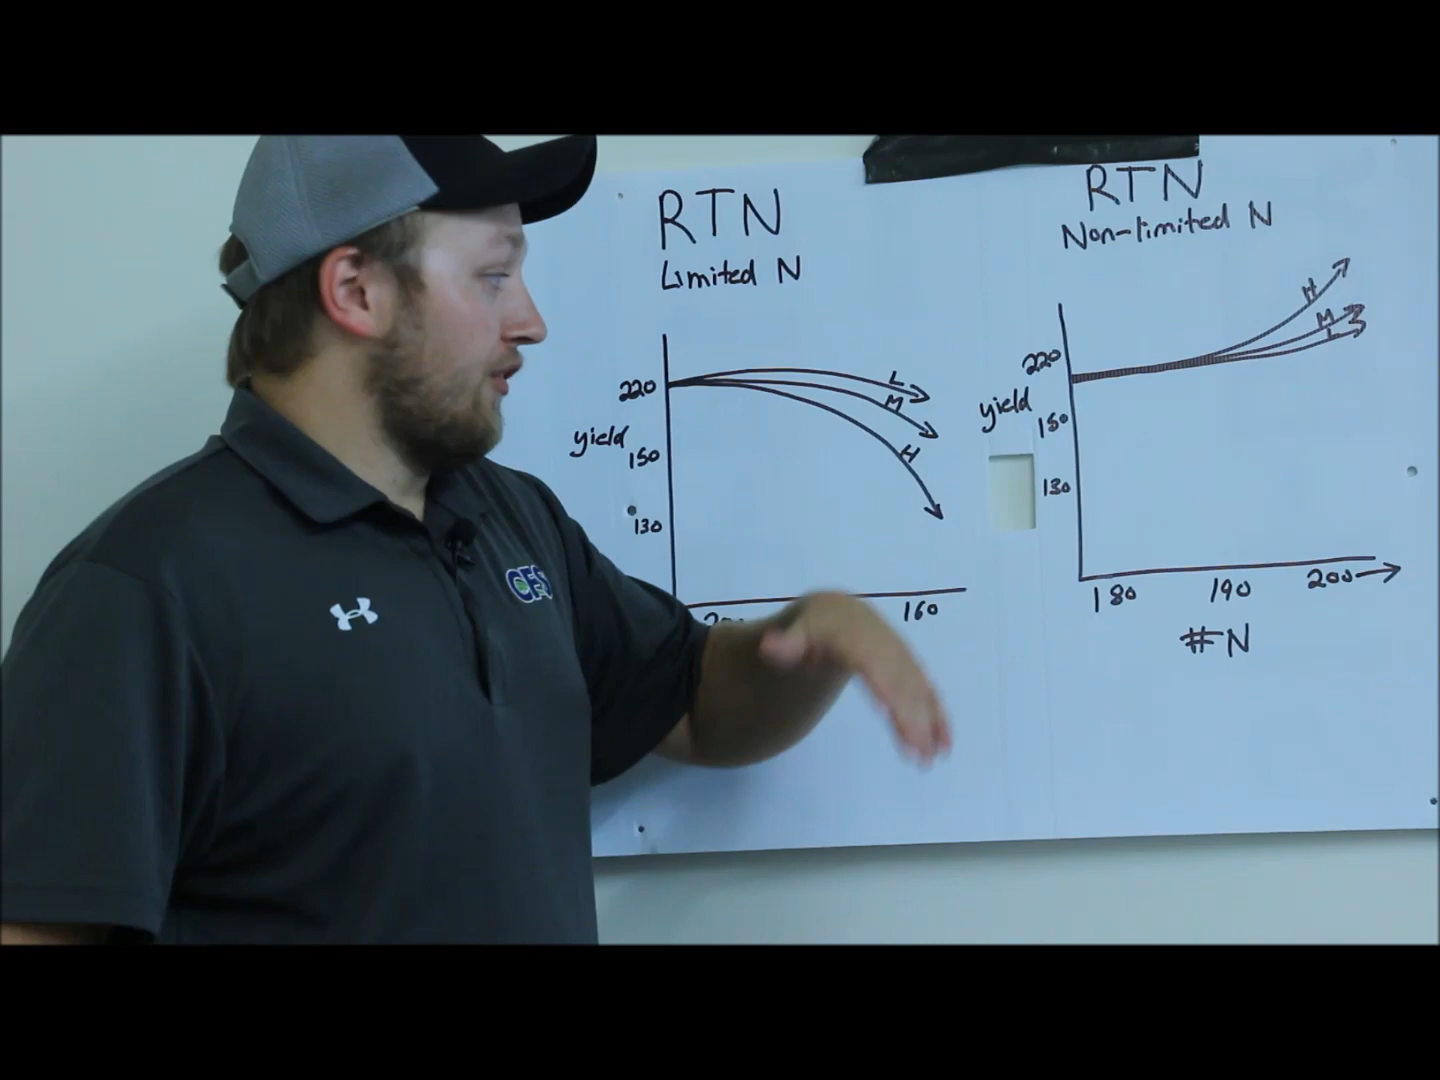 RTN
Limited N
220
yield
150
130
L
M
H
160
RTN
Non-limited N
220
yield
150
130
H
M
L
180 190 200
#N